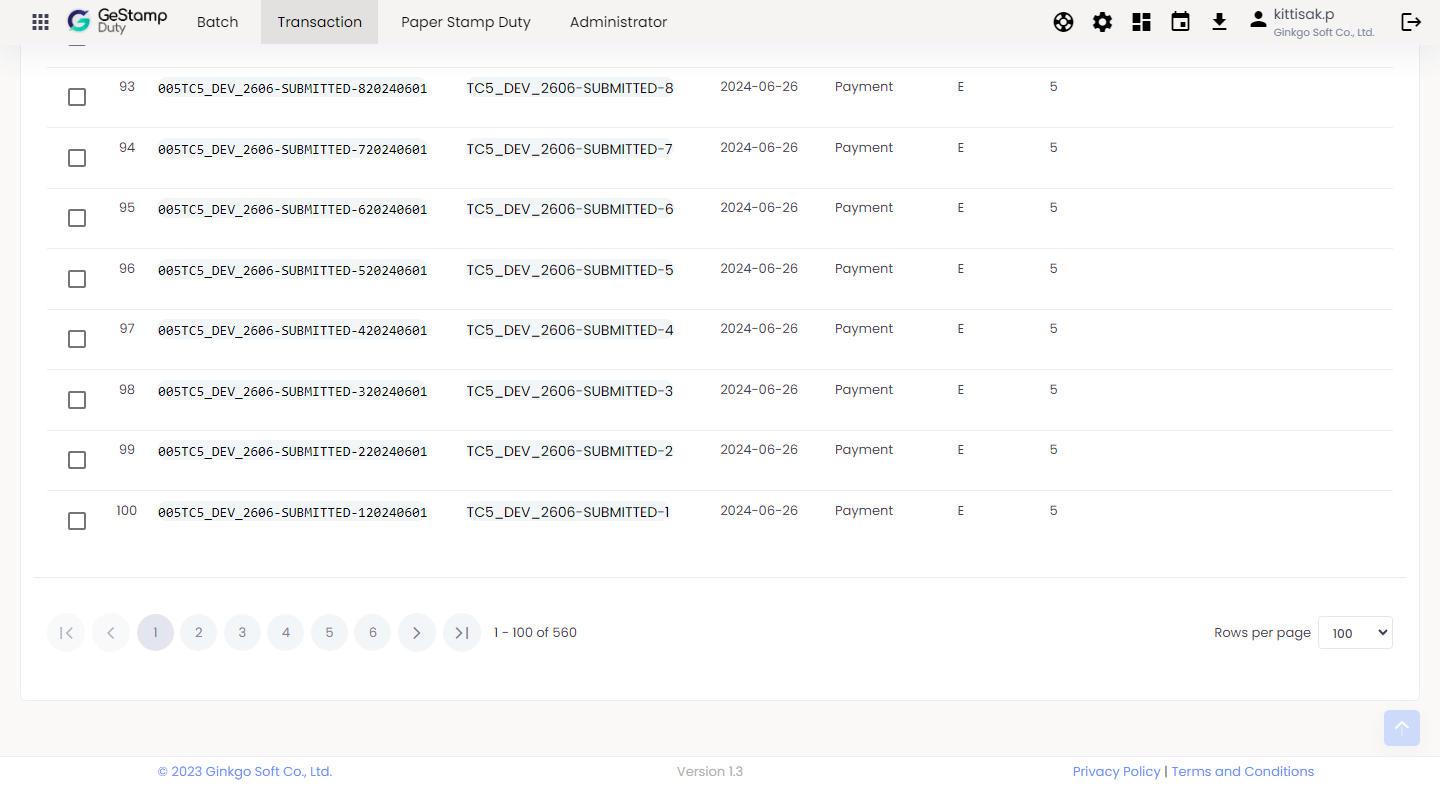 GeStamp
Duty
Batch
Transaction
Paper Stamp Duty
Administrator
kittisak.p
Ginkgo Soft Co., Ltd.
93 005TC5_DEV_2606-SUBMITTED-820240601 TC5_DEV_2606-SUBMITTED-8 2024-06-26 Payment E 5
94 005TC5_DEV_2606-SUBMITTED-720240601 TC5_DEV_2606-SUBMITTED-7 2024-06-26 Payment E 5
95 005TC5_DEV_2606-SUBMITTED-620240601 TC5_DEV_2606-SUBMITTED-6 2024-06-26 Payment E 5
96 005TC5_DEV_2606-SUBMITTED-520240601 TC5_DEV_2606-SUBMITTED-5 2024-06-26 Payment E 5
97 005TC5_DEV_2606-SUBMITTED-420240601 TC5_DEV_2606-SUBMITTED-4 2024-06-26 Payment E 5
98 005TC5_DEV_2606-SUBMITTED-320240601 TC5_DEV_2606-SUBMITTED-3 2024-06-26 Payment E 5
99 005TC5_DEV_2606-SUBMITTED-220240601 TC5_DEV_2606-SUBMITTED-2 2024-06-26 Payment E 5
100 005TC5_DEV_2606-SUBMITTED-120240601 TC5_DEV_2606-SUBMITTED-1 2024-06-26 Payment E 5
1 2 3 4 5 6 1 - 100 of 560 Rows per page 100
© 2023 Ginkgo Soft Co., Ltd. Version 1.3 Privacy Policy | Terms and Conditions